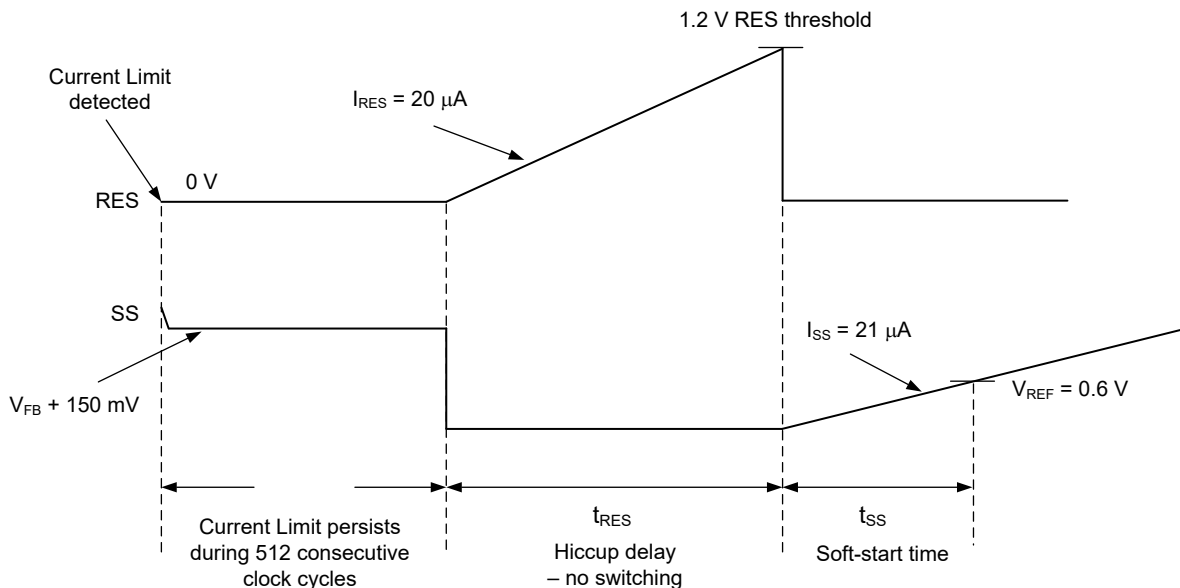 1.2 V RES threshold
Current Limit
detected
I_RES = 20 μA
0 V
RES
SS
I_SS = 21 μA
V_FB + 150 mV
V_REF = 0.6 V
t_RES
t_SS
Current Limit persists
during 512 consecutive
clock cycles
Hiccup delay
– no switching
Soft-start time